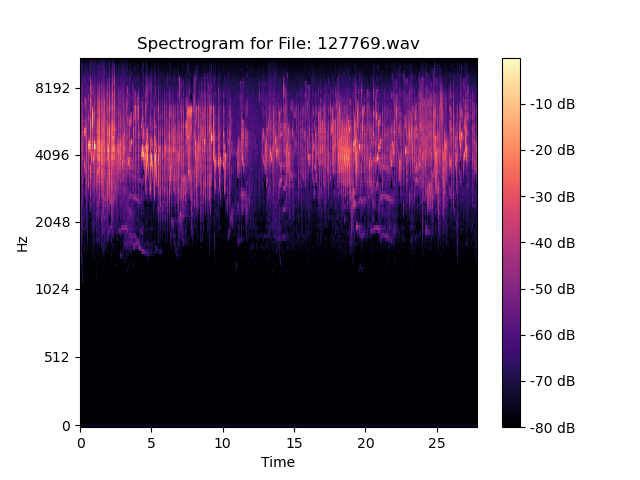 Spectrogram for File: 127769.wav
8192
4096
2048
1024
512
0
Hz
0 5 10 15 20 25
Time
-10 dB
-20 dB
-30 dB
-40 dB
-50 dB
-60 dB
-70 dB
-80 dB